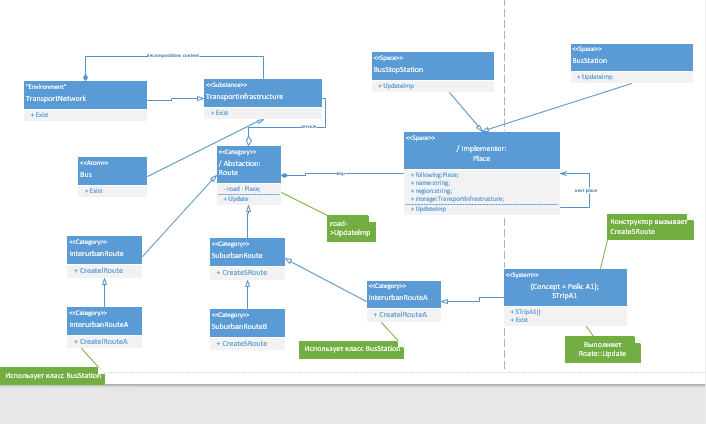 decompositions content
"Environment"
TransportNetwork
+ Exist
<<Substance>>
TransportInfrastructure
+ Exist
service
<<Space>>
BusStopStation
+ UpdateImp
<<Space>>
BusStation
+ UpdateImp
<<Atom>>
Bus
+ Exist
<<Category>>
/ Abstaction:
Route
- road : Place;
+ Update
imp
<<Space>>
/ Implementor:
Place
+ following:Place;
+ name:string;
+ region:string;
+ storage:TransportInfrastructure;
+ UpdateImp
next place
road-
>UpdateImp
Конструктор вызывает
CreateSRoute
<<Category>>
InterurbanRoute
+ CreateIRoute
<<Category>>
SuburbanRoute
+ CreateSRoute
<<Category>>
InterurbanRouteA
+ CreateIRouteA
<<System>>
{Concept = Рейс A1};
STripA1
+ STripA1()
+ Exist
<<Category>>
InterurbanRouteA
+ CreateIRouteA
<<Category>>
SuburbanRouteB
+ CreateSRoute
Использует класс BusStation
Выполняет
Roate::Update
Использует класс BusStation